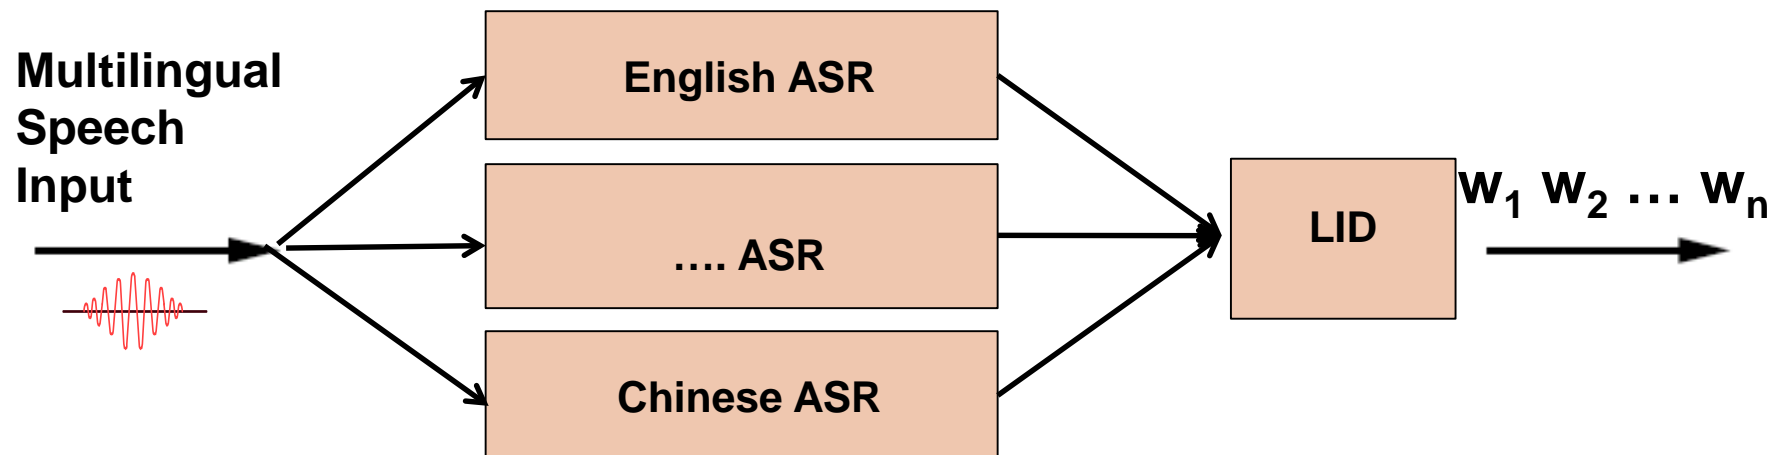 Multilingual
Speech
Input
English ASR
.... ASR
Chinese ASR
LID
w1 w2 ... wn